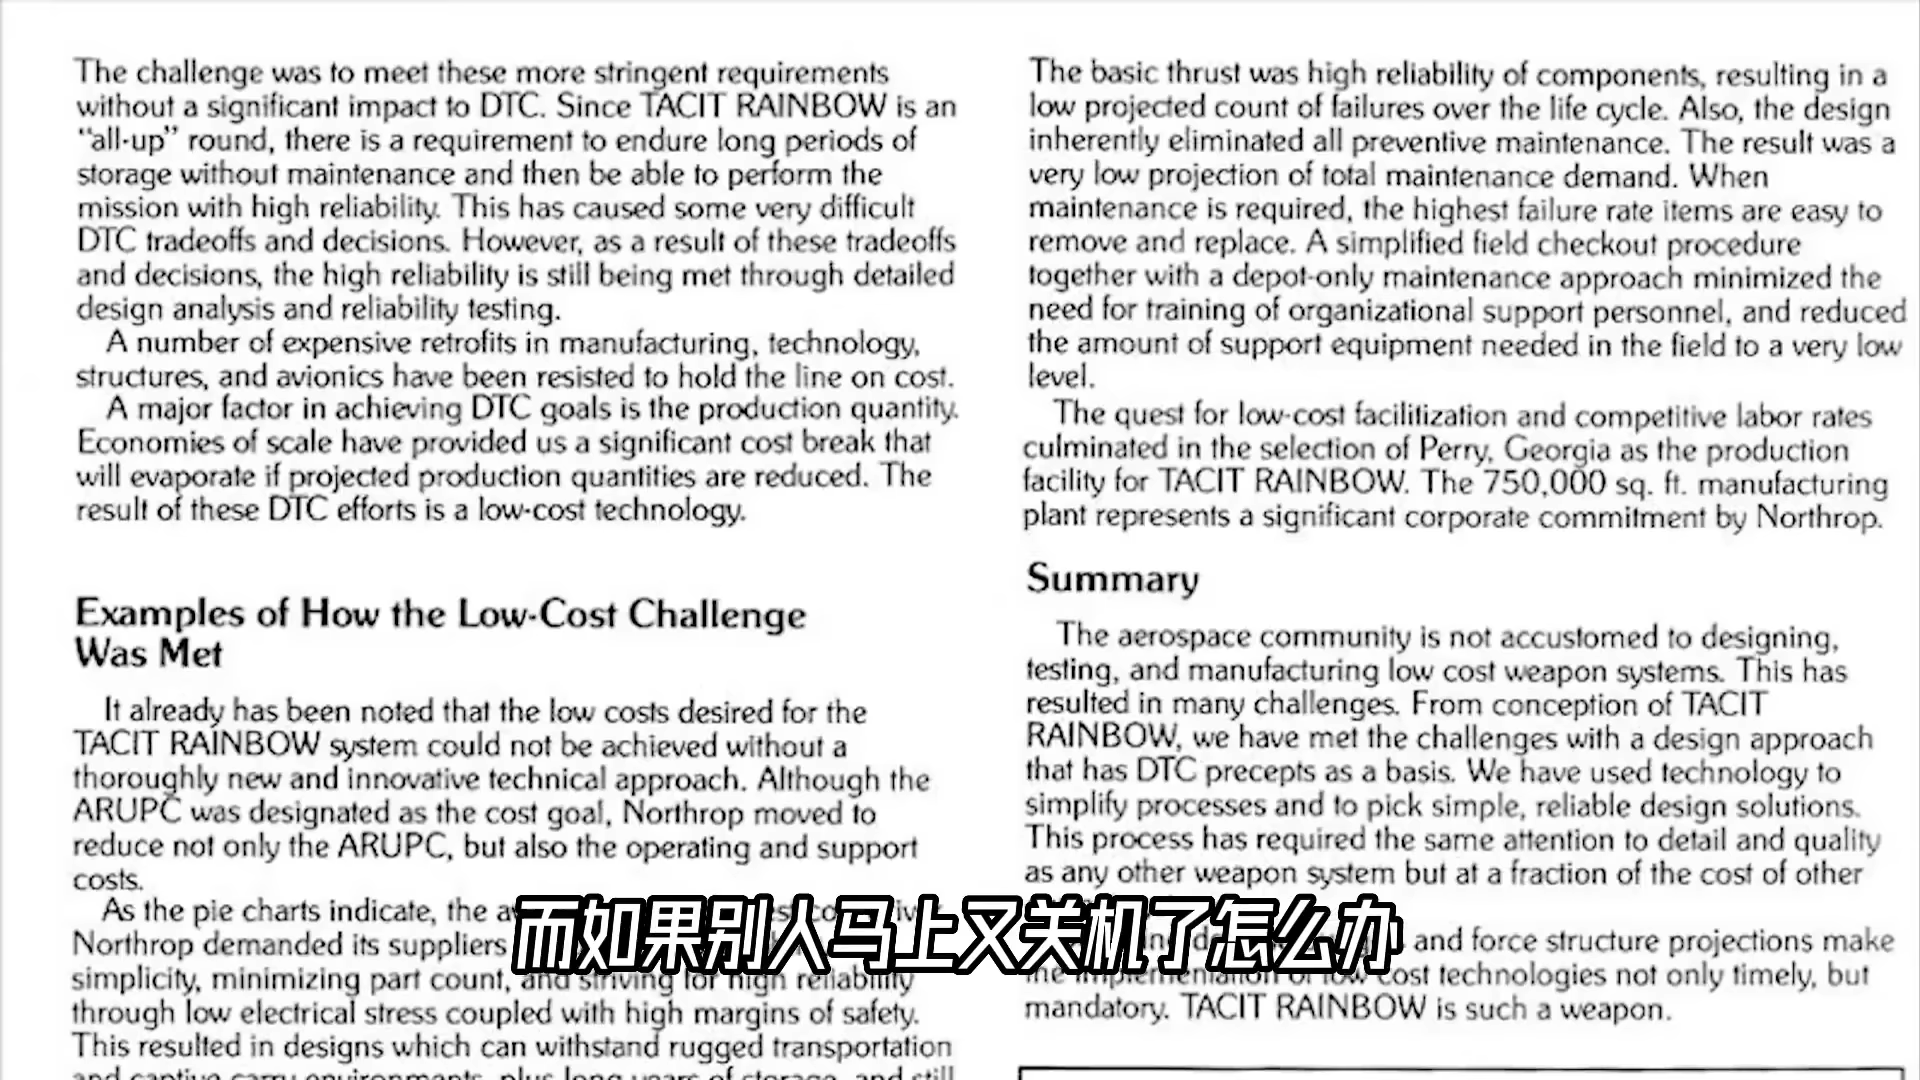 The challenge was to meet these more stringent requirements
without a significant impact to DTC. Since TACIT RAINBOW is an
“all-up” round, there is a requirement to endure long periods of
storage without maintenance and then be able to perform the
mission with high reliability. This has caused some very difficult
DTC tradeoffs and decisions. However, as a result of these tradeoffs
and decisions, the high reliability is still being met through detailed
design analysis and reliability testing.
A number of expensive retrofits in manufacturing, technology,
structures, and avionics have been resisted to hold the line on cost.
A major factor in achieving DTC goals is the production quantity.
Economies of scale have provided us a significant cost break that
will evaporate if projected production quantities are reduced. The
result of these DTC efforts is a low-cost technology.
Examples of How the Low-Cost Challenge
Was Met
It already has been noted that the low costs desired for the
TACIT RAINBOW system could not be achieved without a
thoroughly new and innovative technical approach. Although the
ARUPC was designated as the cost goal, Northrop moved to
reduce not only the ARUPC, but also the operating and support
costs.
As the pie charts indicate, the
Northrop demanded its suppliers
simplicity, minimizing part count, and striving for high reliability
through low electrical stress coupled with high margins of safety.
This resulted in designs which can withstand rugged transportation
and captive carry environments, plus long years of storage, and still
The basic thrust was high reliability of components, resulting in a
low projected count of failures over the life cycle. Also, the design
inherently eliminated all preventive maintenance. The result was a
very low projection of total maintenance demand. When
maintenance is required, the highest failure rate items are easy to
remove and replace. A simplified field checkout procedure
together with a depot-only maintenance approach minimized the
need for training of organizational support personnel, and reduced
the amount of support equipment needed in the field to a very low
level.
The quest for low-cost facilitization and competitive labor rates
culminated in the selection of Perry, Georgia as the production
facility for TACIT RAINBOW. The 750,000 sq. ft. manufacturing
plant represents a significant corporate commitment by Northrop.
Summary
The aerospace community is not accustomed to designing,
testing, and manufacturing low cost weapon systems. This has
resulted in many challenges. From conception of TACIT
RAINBOW, we have met the challenges with a design approach
that has DTC precepts as a basis. We have used technology to
simplify processes and to pick simple, reliable design solutions.
This process has required the same attention to detail and quality
as any other weapon system but at a fraction of the cost of other
and force structure projections make
the implementation of low cost technologies not only timely, but
mandatory. TACIT RAINBOW is such a weapon.
而如果别人马上又关机了怎么办